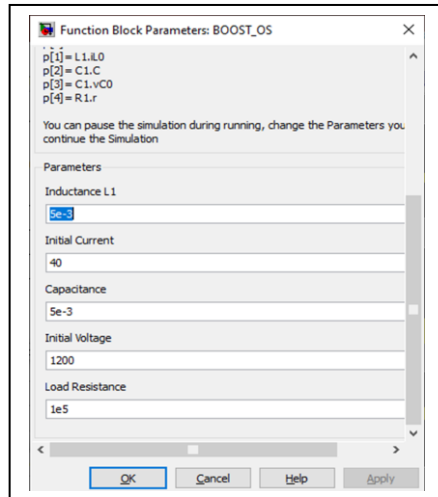 Function Block Parameters: BOOST_OS
p[1]= L1.iL0
p[2]= C1.C
p[3]= C1.vC0
p[4]= R1.r
You can pause the simulation during running, change the Parameters you
continue the Simulation
Parameters
Inductance L1
5e-3
Initial Current
40
Capacitance
5e-3
Initial Voltage
1200
Load Resistance
1e5
OK Cancel Help Apply